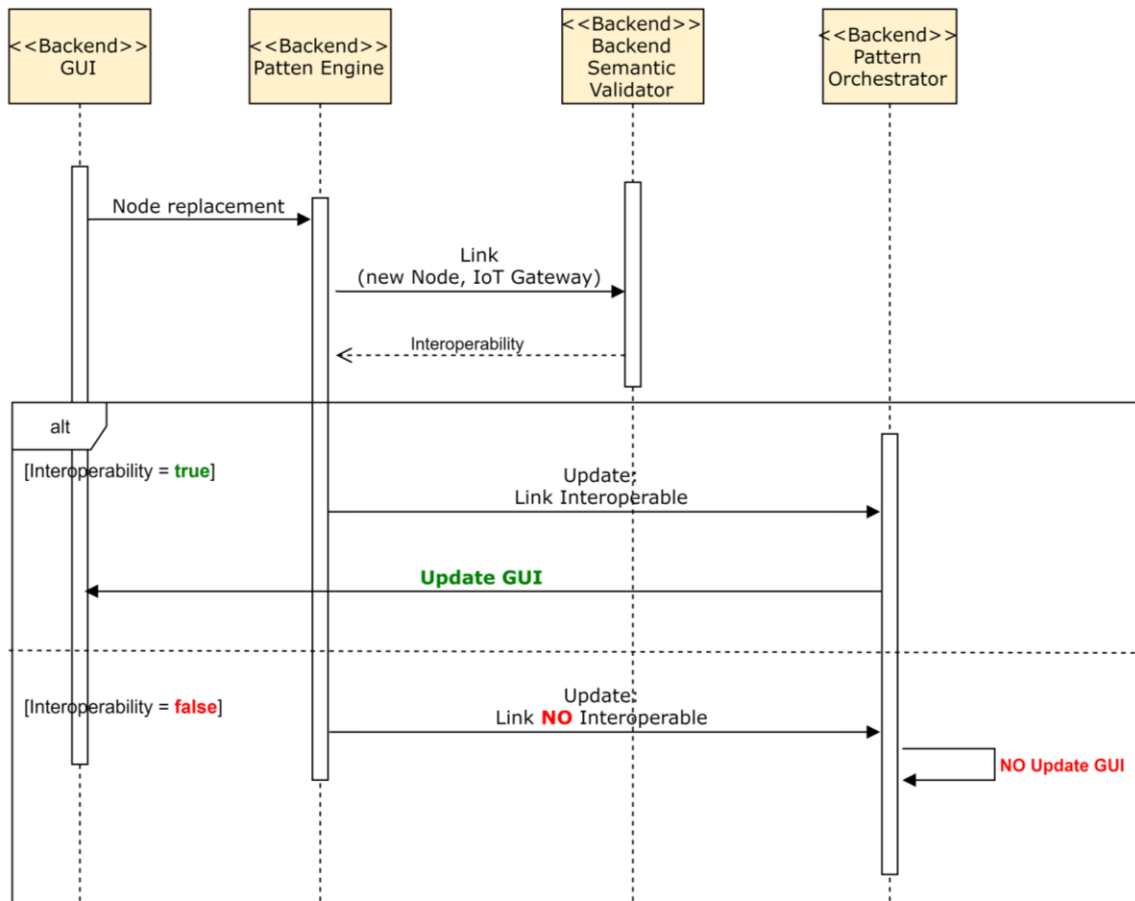 <<Backend>>
GUI
<<Backend>>
Patten Engine
<<Backend>>
Backend
Semantic
Validator
<<Backend>>
Pattern
Orchestrator
Node replacement
Link
(new Node, IoT Gateway)
Interoperability
alt
[Interoperability = true]
Update:
Link Interoperable
Update GUI
[Interoperability = false]
Update:
Link NO Interoperable
NO Update GUI